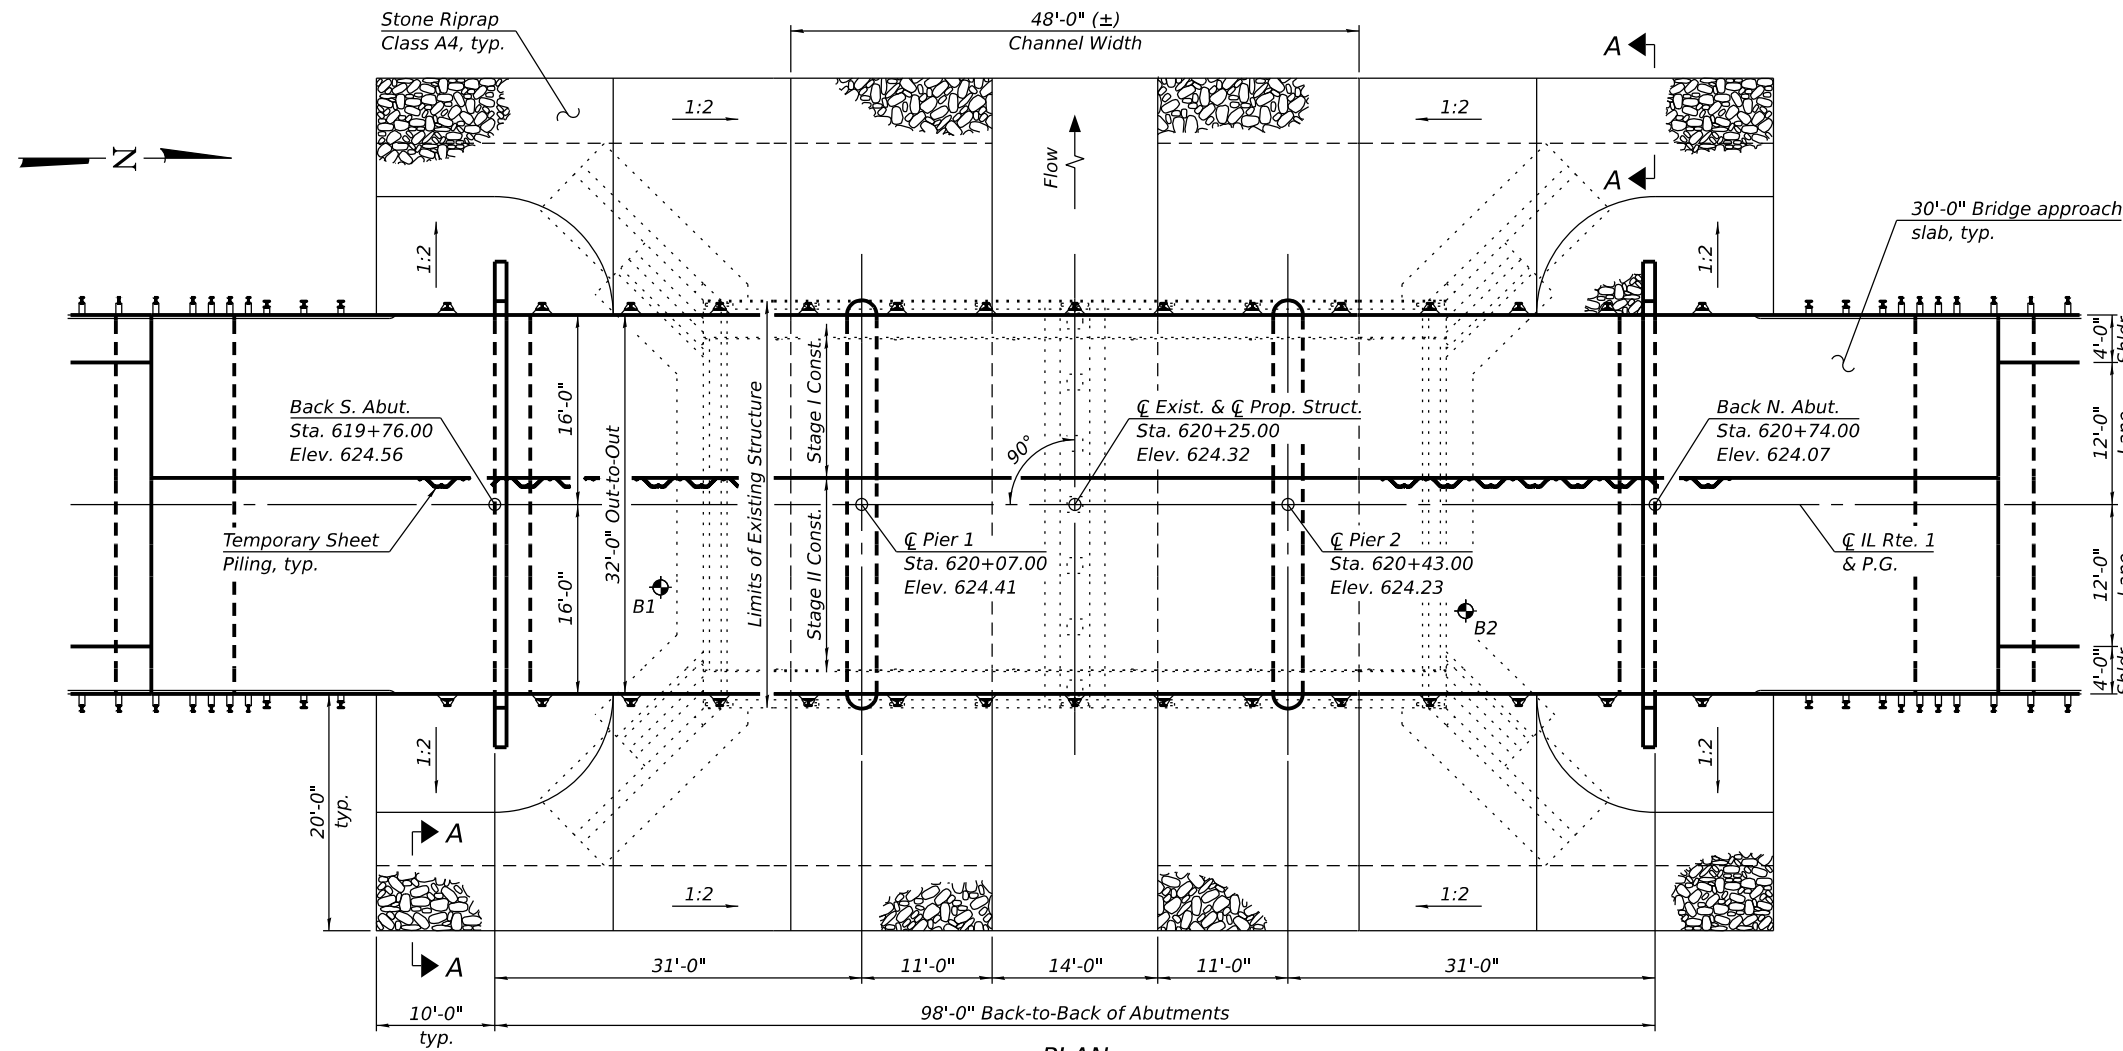 Stone Riprap
Class A4, typ.
48'-0" (±)
Channel Width
A
1:2
1:2
N
Flow
A
30'-0" Bridge approach
slab, typ.
1:2
1:2
4'-0"
Back S. Abut.
Sta. 619+76.00
Elev. 624.56
16'-0"
32'-0" Out-to-Out
Limits of Existing Structure
Stage I Const.
90°
℄ Exist. & ℄ Prop. Struct.
Sta. 620+25.00
Elev. 624.32
Back N. Abut.
Sta. 620+74.00
Elev. 624.07
12'-0"
Temporary Sheet
Piling, typ.
16'-0"
B1
Stage II Const.
℄ Pier 1
Sta. 620+07.00
Elev. 624.41
℄ Pier 2
Sta. 620+43.00
Elev. 624.23
B2
℄ IL Rte. 1
& P.G.
12'-0"
4'-0"
1:2
1:2
20'-0"
typ.
A
1:2
1:2
A
31'-0"
11'-0"
14'-0"
11'-0"
31'-0"
10'-0"
typ.
98'-0" Back-to-Back of Abutments
PLAN